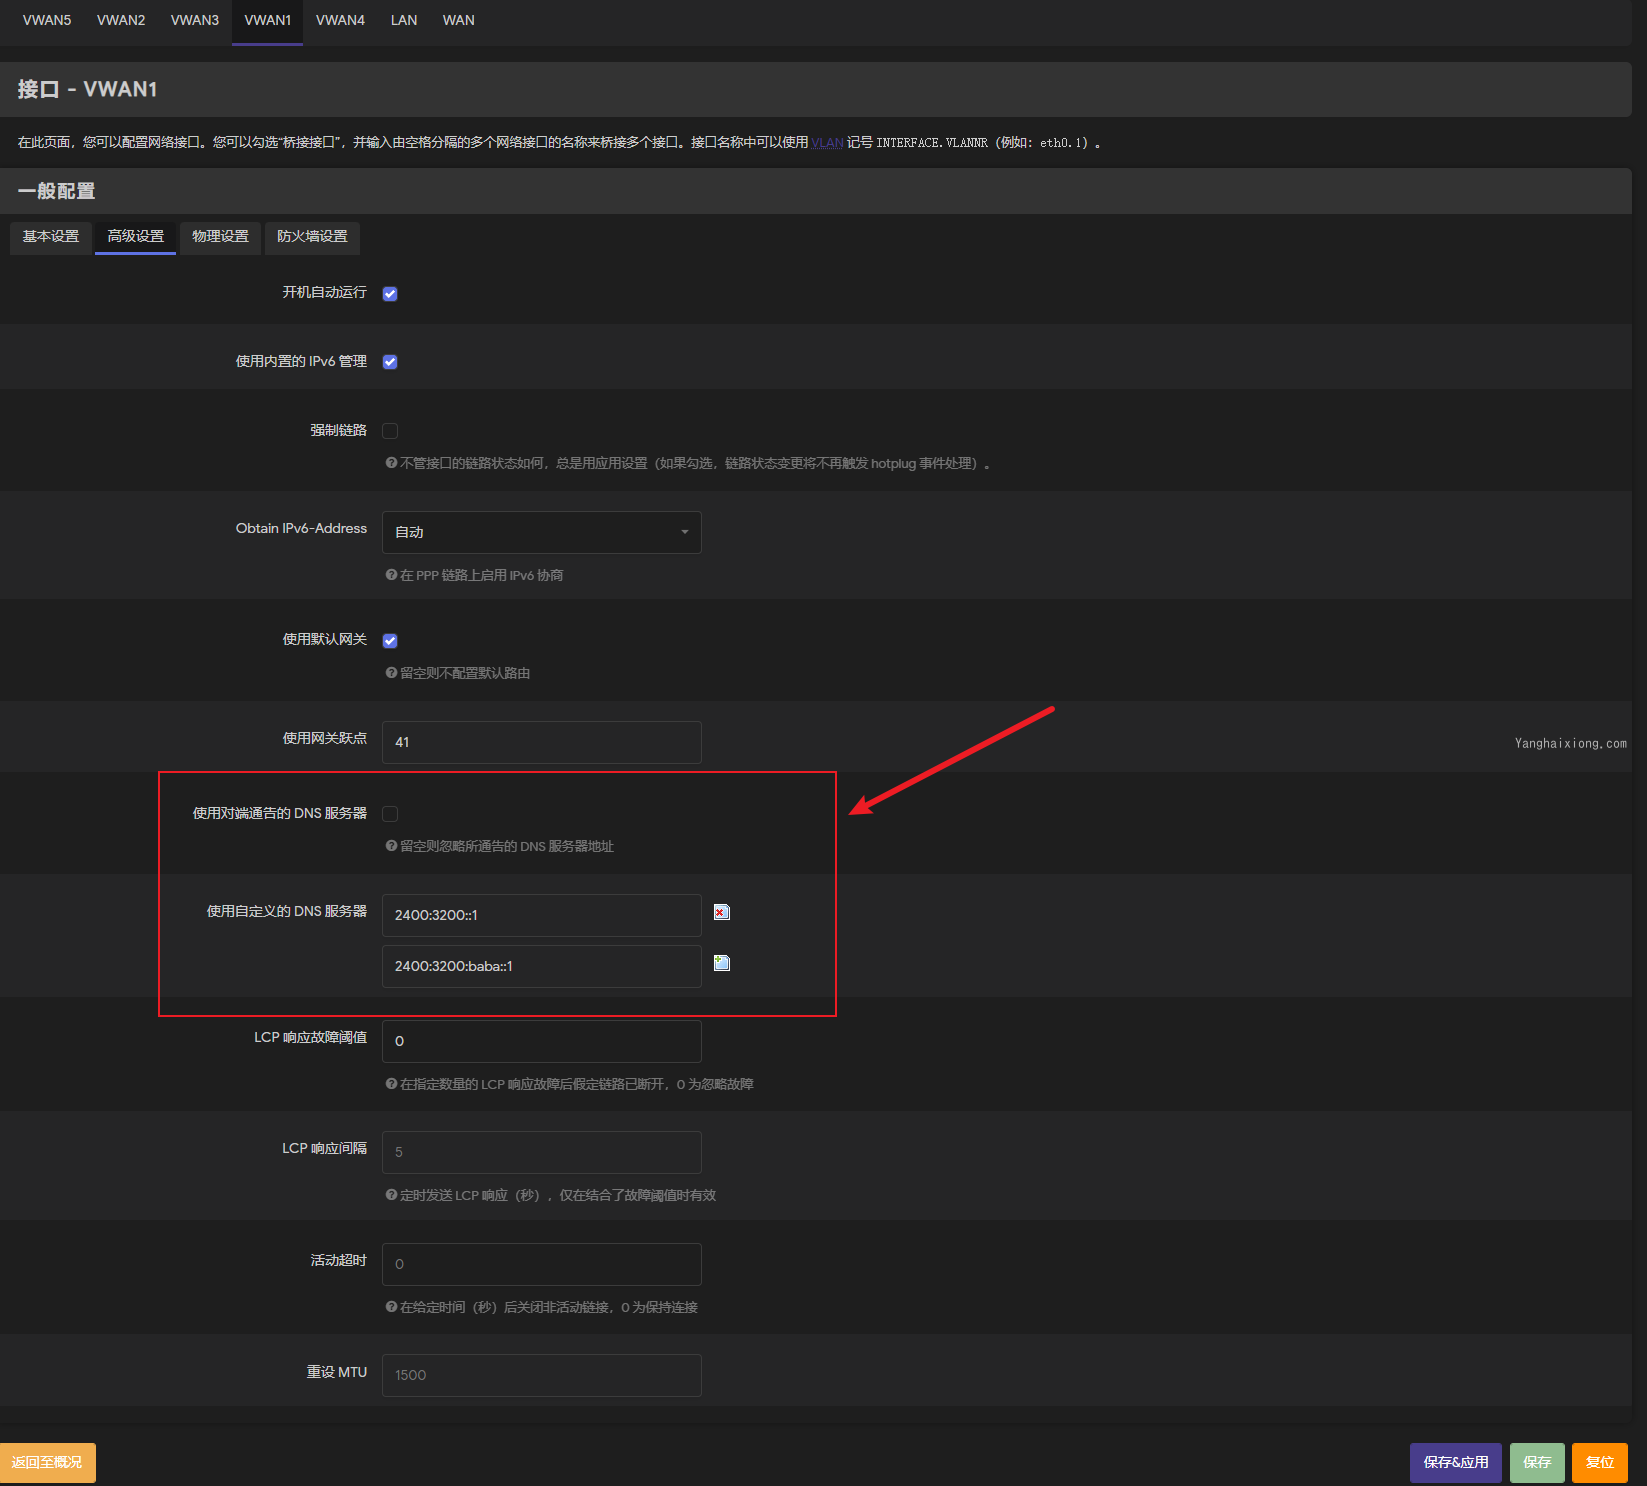 VWAN5 VWAN2 VWAN3 VWAN1 VWAN4 LAN WAN
接口 - VWAN1
在此页面，您可以配置网络接口。您可以勾选“桥接接口”，并输入由空格分隔的多个网络接口的名称来桥接多个接口。接口名称中可以使用 VLAN 记号 INTERFACE.VLANNR（例如：eth0.1）。
一般配置
基本设置 高级设置 物理设置 防火墙设置
开机自动运行
使用内置的 IPv6 管理
强制链路
不管接口的链路状态如何，总是用应用设置（如果勾选，链路状态变更将不再触发 hotplug 事件处理）。
Obtain IPv6-Address 自动
在 PPP 链路上启用 IPv6 协商
使用默认网关
留空则不配置默认路由
使用网关跃点 41
Yanghaixiong.com
使用对端通告的 DNS 服务器
留空则忽略所通告的 DNS 服务器地址
使用自定义的 DNS 服务器 2400:3200::1
2400:3200:baba::1
LCP 响应故障阈值 0
在指定数量的 LCP 响应故障后假定链路已断开，0 为忽略故障
LCP 响应间隔 5
定时发送 LCP 响应（秒），仅在结合了故障阈值时有效
活动超时 0
在给定时间（秒）后关闭非活动链接，0 为保持连接
重设 MTU 1500
返回至概况 保存&应用 保存 复位